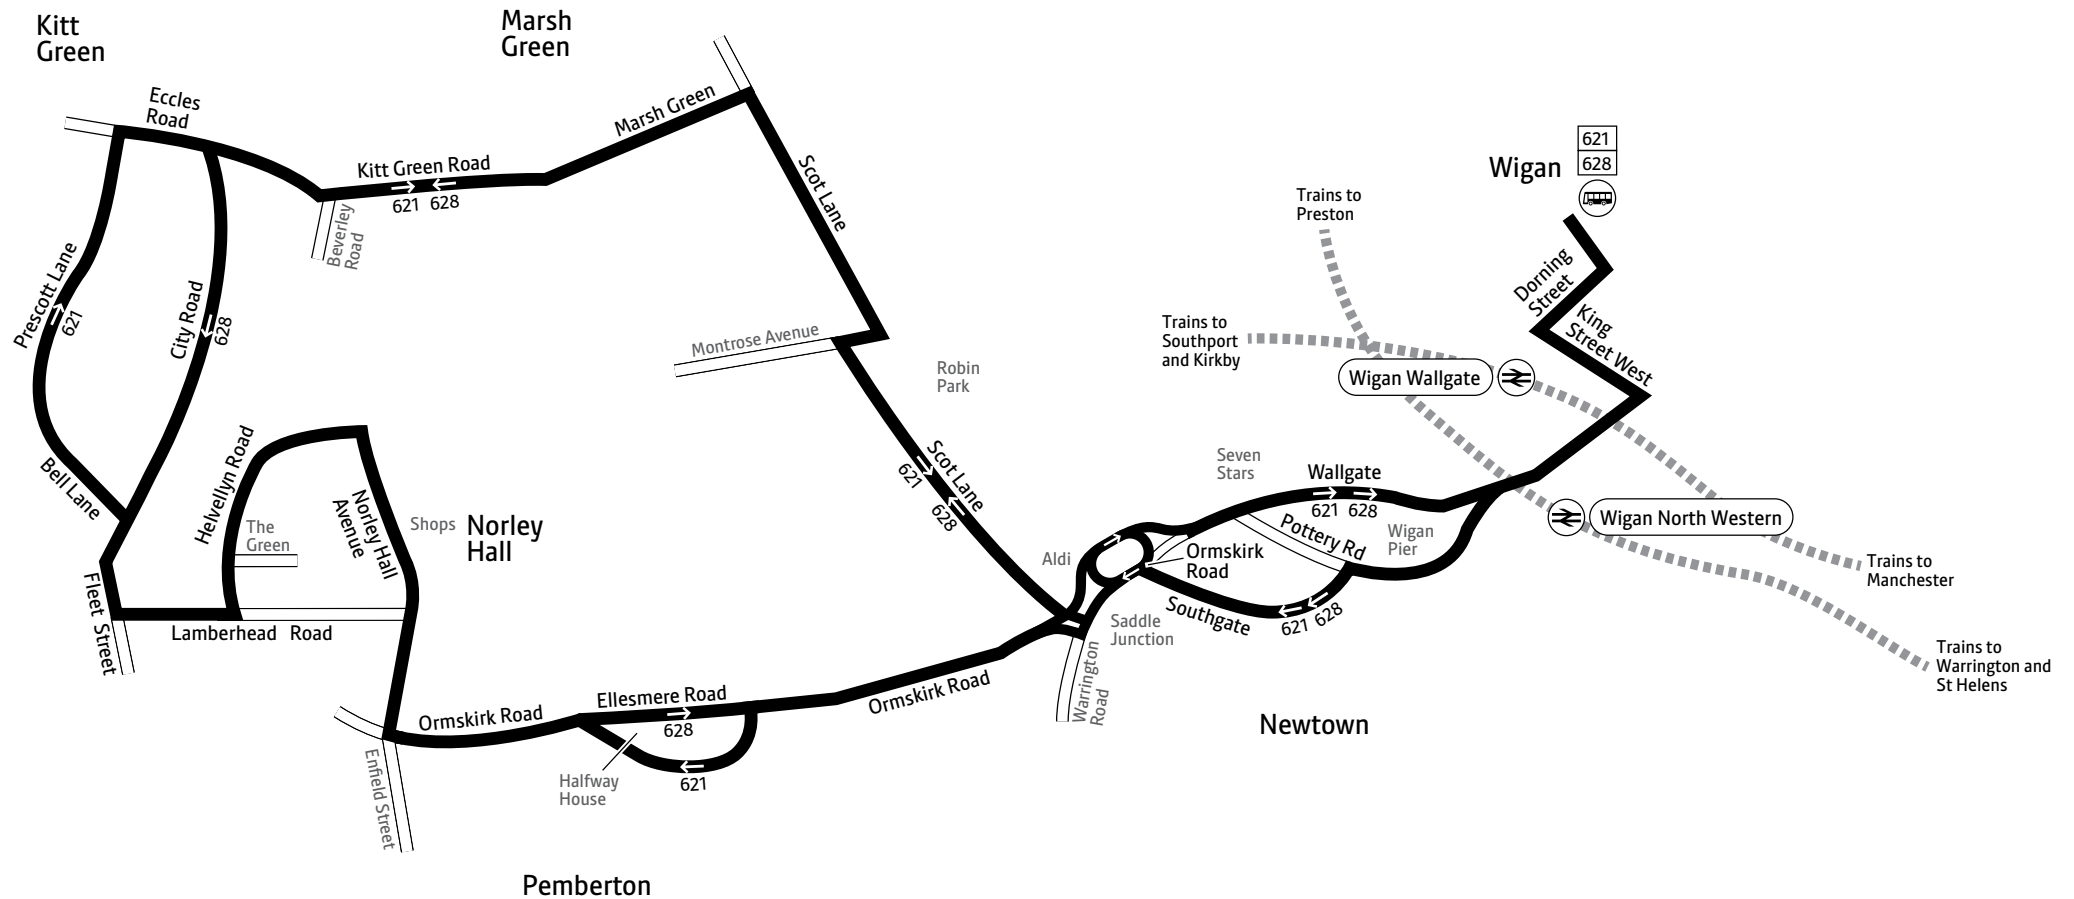 Kitt
Green
Marsh
Green
Eccles
Road
Marsh Green
Kitt Green Road
621
628
Beverley
Road
Scot Lane
Prescott Lane
621
City Road
628
Bell Lane
Montrose Avenue
Robin
Park
Scot Lane
621
628
Helvellyn Road
The
Green
Norley Hall
Avenue
Shops
Norley
Hall
Fleet Street
Lamberhead Road
Ormskirk Road
Enfield Street
Ellesmere Road
628
Halfway
House
621
Ormskirk Road
Pemberton
Aldi
Saddle
Junction
Warrington
Road
Newtown
Ormskirk
Road
Southgate
621
628
Seven
Stars
Wallgate
621
628
Pottery Rd
Wigan
Pier
Wigan
621
628
Dorning
Street
King
Street West
Trains to
Preston
Trains to
Southport
and Kirkby
Wigan Wallgate
Wigan North Western
Trains to
Manchester
Trains to
Warrington and
St Helens